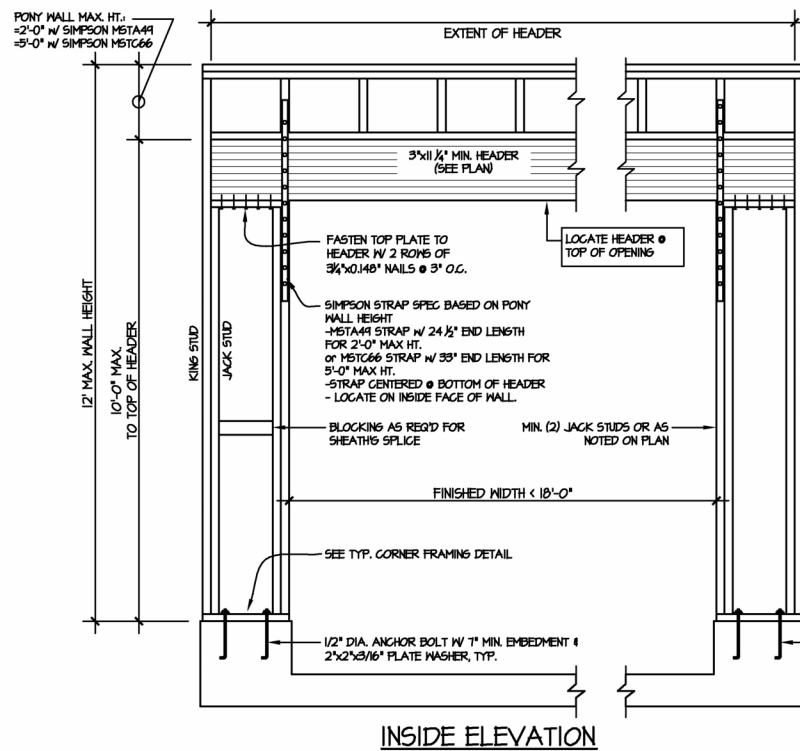 PONY WALL MAX. HT.:
=2'-0" W/ SIMPSON MSTA49
=5'-0" W/ SIMPSON MSTC66
EXTENT OF HEADER
3"x11 1/4" MIN. HEADER
(SEE PLAN)
FASTEN TOP PLATE TO
HEADER W/ 2 ROWS OF
3 1/4"x0.148" NAILS @ 3" O.C.
LOCATE HEADER @
TOP OF OPENING
SIMPSON STRAP SPEC BASED ON PONY
WALL HEIGHT
-MSTA49 STRAP W/ 24 1/2" END LENGTH
FOR 2'-0" MAX HT.
or MSTC66 STRAP W/ 33" END LENGTH FOR
5'-0" MAX HT.
-STRAP CENTERED @ BOTTOM OF HEADER
- LOCATE ON INSIDE FACE OF WALL.
12' MAX. WALL HEIGHT
10'-0" MAX.
TO TOP OF HEADER
KING STUD
JACK STUD
BLOCKING AS REQ'D FOR
SHEATH'G SPLICE
MIN. (2) JACK STUDS OR AS
NOTED ON PLAN
FINISHED WIDTH < 18'-0"
SEE TYP. CORNER FRAMING DETAIL
1/2" DIA. ANCHOR BOLT W/ 7" MIN. EMBEDMENT &
2"x2"x3/16" PLATE WASHER, TYP.
INSIDE ELEVATION